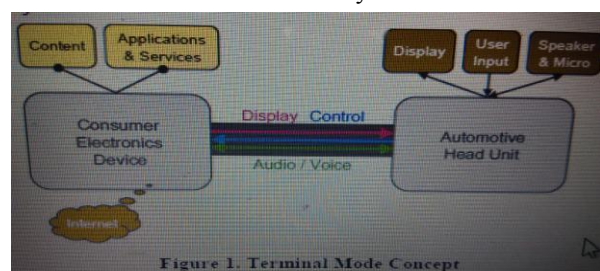 Content
Applications
& Services
Display
User
Input
Speaker
& Micro
Consumer
Electronics
Device
Display Control
Audio / Voice
Automotive
Head Unit
Internet
Figure 1. Terminal Mode Concept